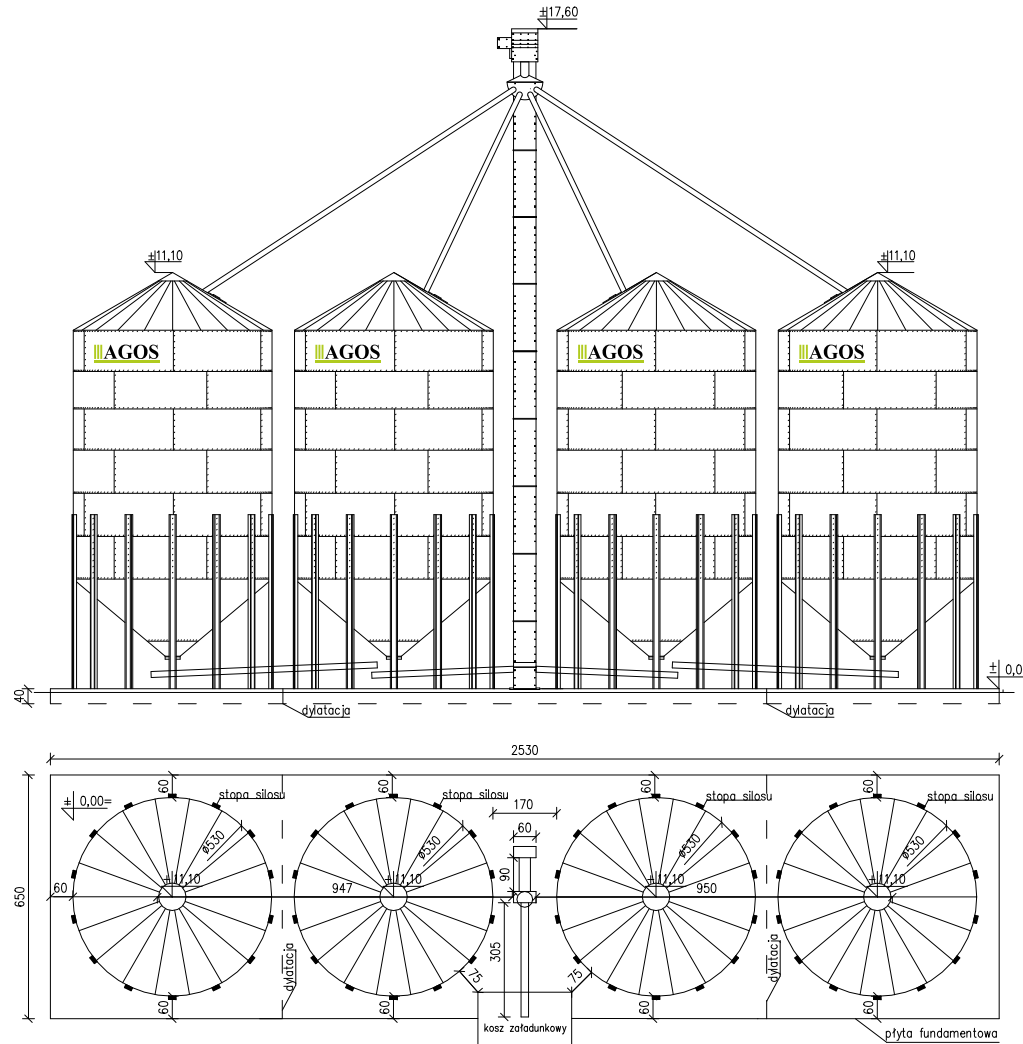 ±17,60
±11,10
±11,10
AGOS
AGOS
AGOS
AGOS
± 0,0
40
dylatacja
dylatacja
2530
60
60
60
60
± 0,00=
stopa silosu
stopa silosu
stopa silosu
stopa silosu
170
60
ø530
ø530
ø530
ø530
90
650
60
±11,10
947
±11,10
±11,10
950
±11,10
305
dylatacja
75
75
dylatacja
60
60
60
60
kosz załadunkowy
płyta fundamentowa